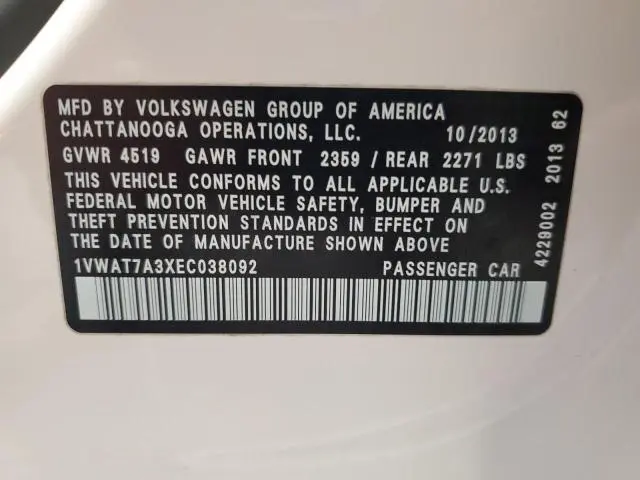 MFD BY VOLKSWAGEN GROUP OF AMERICA
CHATTANOOGA OPERATIONS, LLC. 10/2013
GVWR 4519 GAWR FRONT 2359 / REAR 2271 LBS
THIS VEHICLE CONFORMS TO ALL APPLICABLE U.S.
FEDERAL MOTOR VEHICLE SAFETY, BUMPER AND
THEFT PREVENTION STANDARDS IN EFFECT ON
THE DATE OF MANUFACTURE SHOWN ABOVE
1VWAT7A3XEC038092 PASSENGER CAR
4229002 2013 62